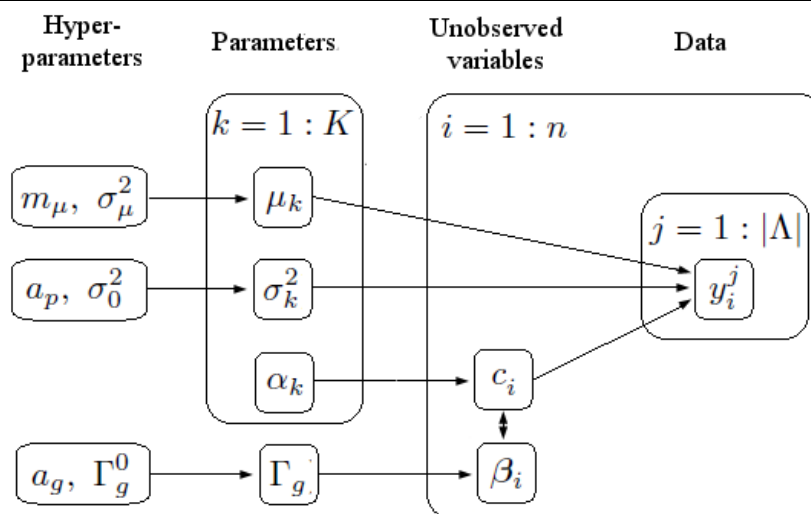 Hyper-
parameters
Parameters
Unobserved
variables
Data
k = 1 : K
i = 1 : n
m_μ, σ_μ^2
μ_k
j = 1 : |Λ|
a_p, σ_0^2
σ_k^2
y_i^j
α_k
c_i
a_g, Γ_g^0
Γ_g
β_i